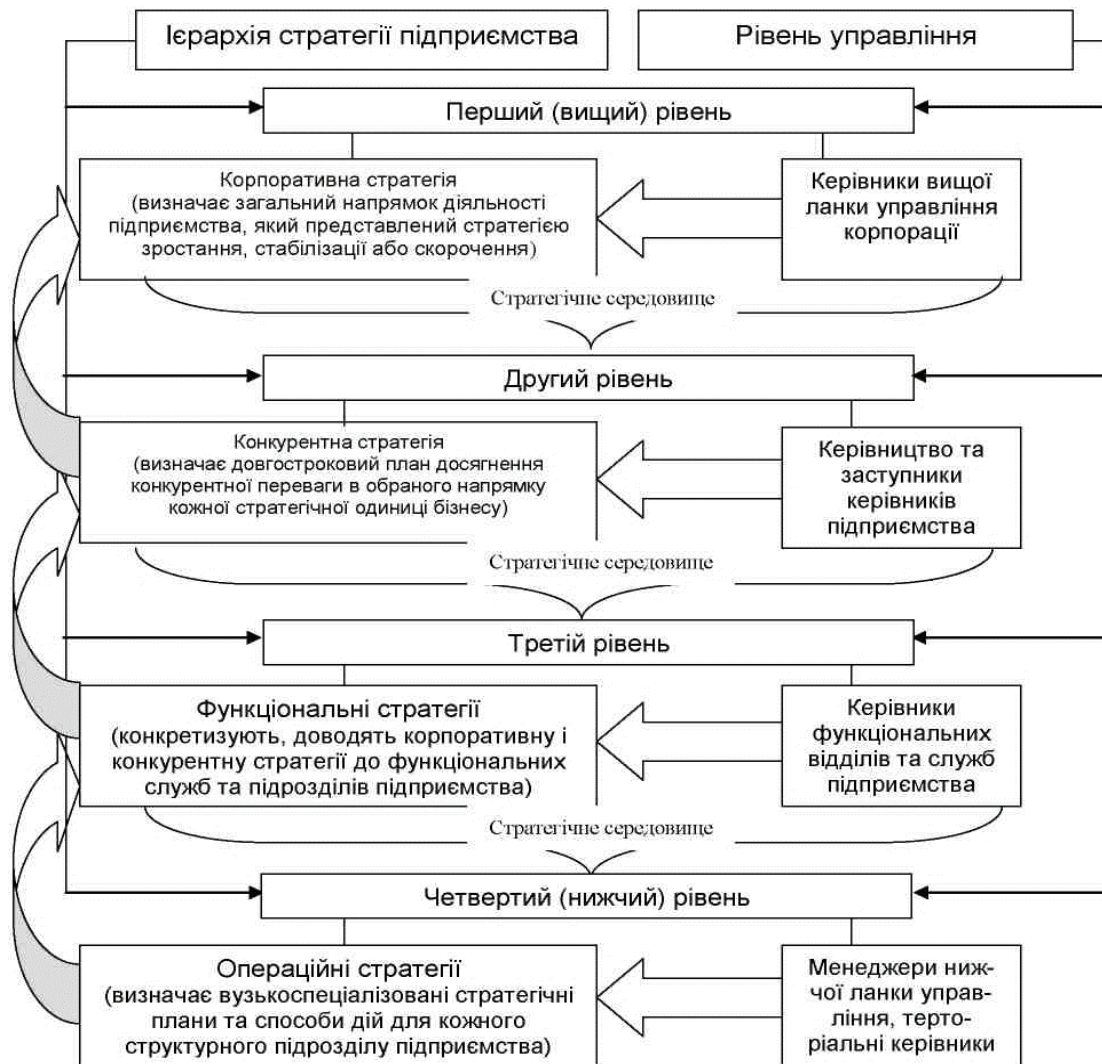 Ієрархія стратегії підприємства
Рівень управління
Перший (вищий) рівень
Корпоративна стратегія
(визначає загальний напрямок діяльності
підприємства, який представлений стратегією
зростання, стабілізації або скорочення)
Керівники вищої
ланки управління
корпорації
Стратегічне середовище
Другий рівень
Конкурентна стратегія
(визначає довгостроковий план досягнення
конкурентної переваги в обраного напрямку
кожної стратегічної одиниці бізнесу)
Керівництво та
заступники
керівників
підприємства
Стратегічне середовище
Третій рівень
Функціональні стратегії
(конкретизують, доводять корпоративну і
конкурентну стратегії до функціональних
служб та підрозділів підприємства)
Керівники
функціональних
відділів та служб
підприємства
Стратегічне середовище
Четвертий (нижчий) рівень
Операційні стратегії
(визначає вузькоспеціалізовані стратегічні
плани та способи дій для кожного
структурного підрозділу підприємства)
Менеджери ниж-
чої ланки управ-
ління, терто-
ріальні керівники